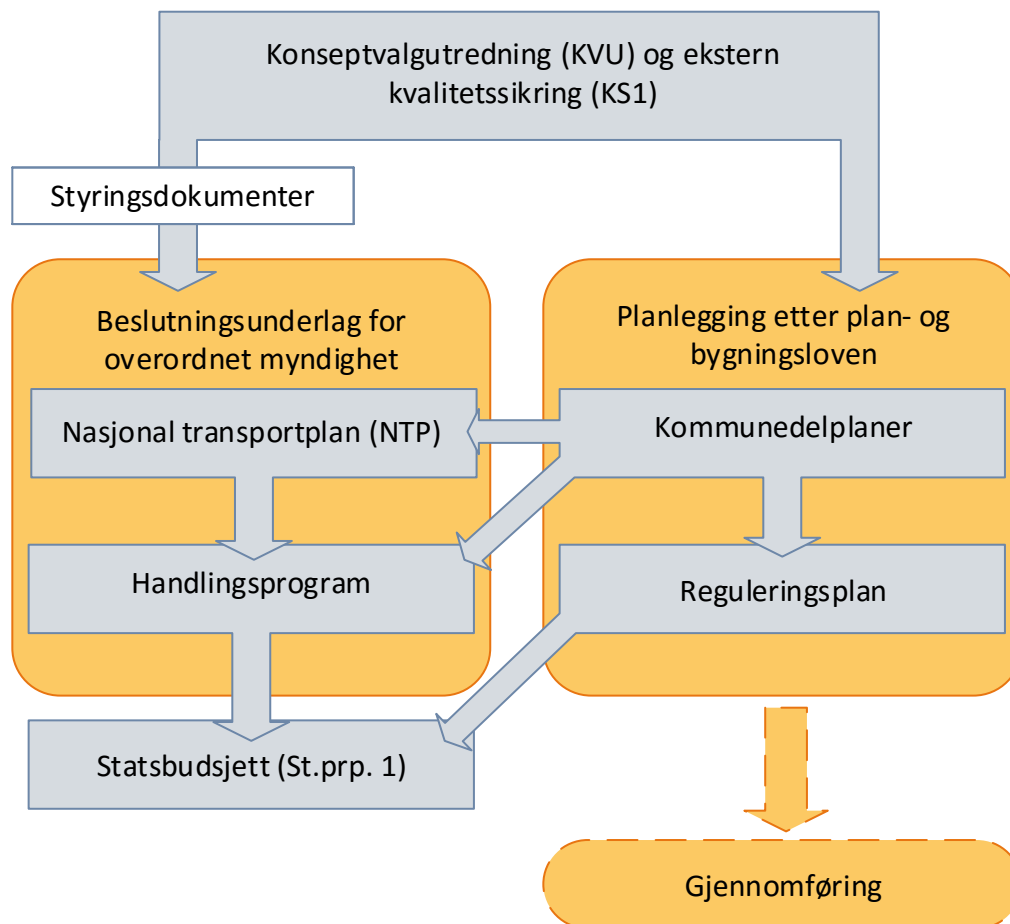 Konseptvalgutredning (KVU) og ekstern
kvalitetssikring (KS1)
Styringsdokumenter
Beslutningsunderlag for
overordnet myndighet
Planlegging etter plan- og
bygningsloven
Nasjonal transportplan (NTP)
Kommunedelplaner
Handlingsprogram
Reguleringsplan
Statsbudsjett (St.prp. 1)
Gjennomføring